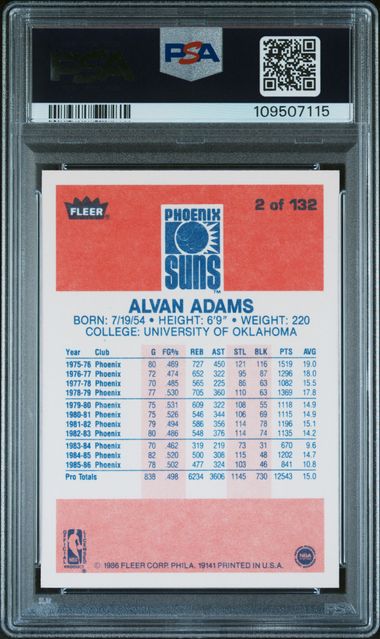 PSA
PSA
109507115
FLEER
PHOENIX
SUNS
TM
2 of 132
ALVAN ADAMS
BORN: 7/19/54 • HEIGHT: 6'9" • WEIGHT: 220
COLLEGE: UNIVERSITY OF OKLAHOMA
Year Club G FG% REB AST STL BLK PTS AVG
1975-76 Phoenix 80 .469 727 450 121 116 1519 19.0
1976-77 Phoenix 72 .474 652 322 95 87 1296 18.0
1977-78 Phoenix 70 .485 565 225 86 63 1082 15.5
1978-79 Phoenix 77 .530 705 360 110 63 1369 17.8
1979-80 Phoenix 75 .531 609 322 108 55 1118 14.9
1980-81 Phoenix 75 .526 546 344 106 69 1115 14.9
1981-82 Phoenix 79 .494 586 356 114 78 1196 15.1
1982-83 Phoenix 80 .486 548 376 114 74 1135 14.2
1983-84 Phoenix 70 .462 319 219 73 31 670 9.6
1984-85 Phoenix 82 .520 500 308 115 48 1202 14.7
1985-86 Phoenix 78 .502 477 324 103 46 841 10.8
Pro Totals 838 .498 6234 3606 1145 730 12543 15.0
OFFICIAL LICENSED PRODUCT
NBA
© 1986 FLEER CORP. PHILA. 19141 PRINTED IN U.S.A.